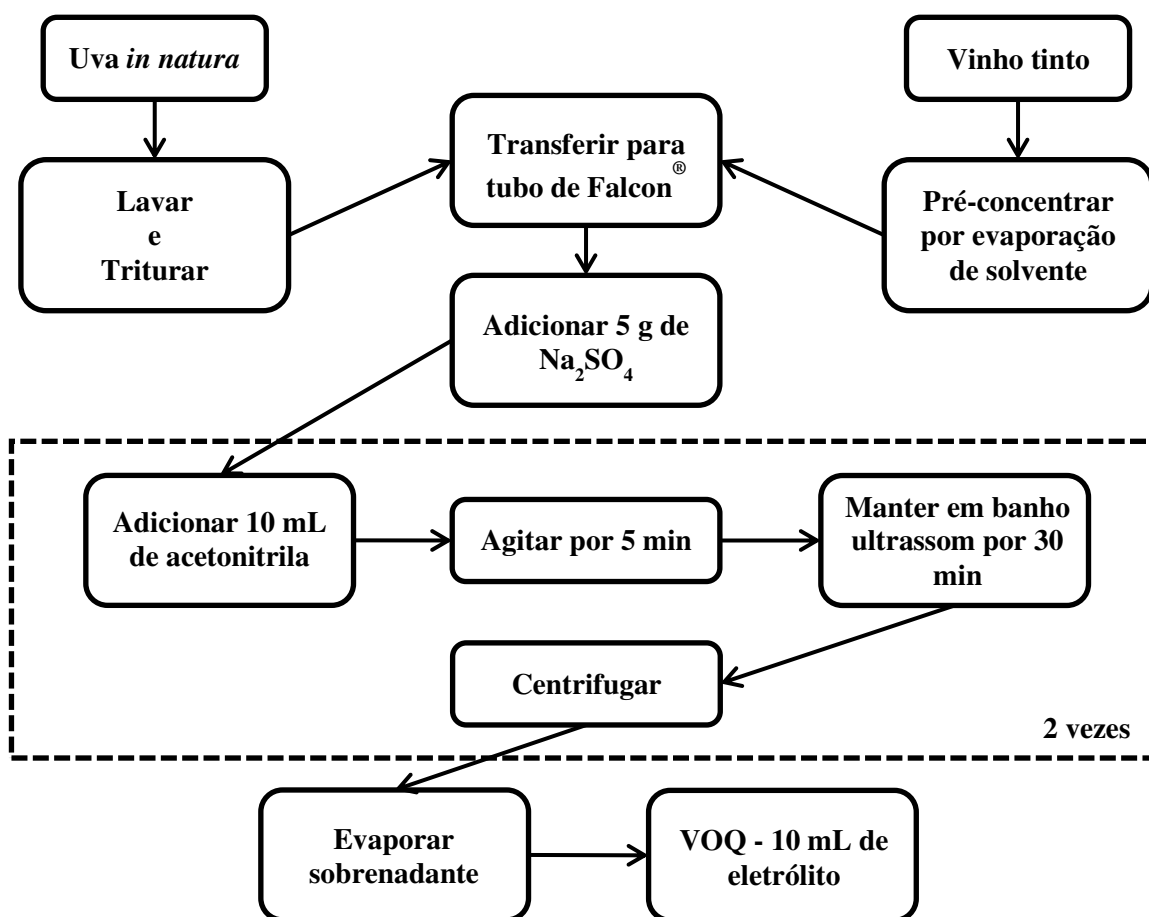 Uva in natura
Vinho tinto
Lavar
e
Triturar
Transferir para
tubo de Falcon®
Pré-concentrar
por evaporação
de solvente
Adicionar 5 g de
Na₂SO₄
Adicionar 10 mL
de acetonitrila
Agitar por 5 min
Manter em banho
ultrassom por 30
min
Centrifugar
2 vezes
Evaporar
sobrenadante
VOQ - 10 mL de
eletrólito